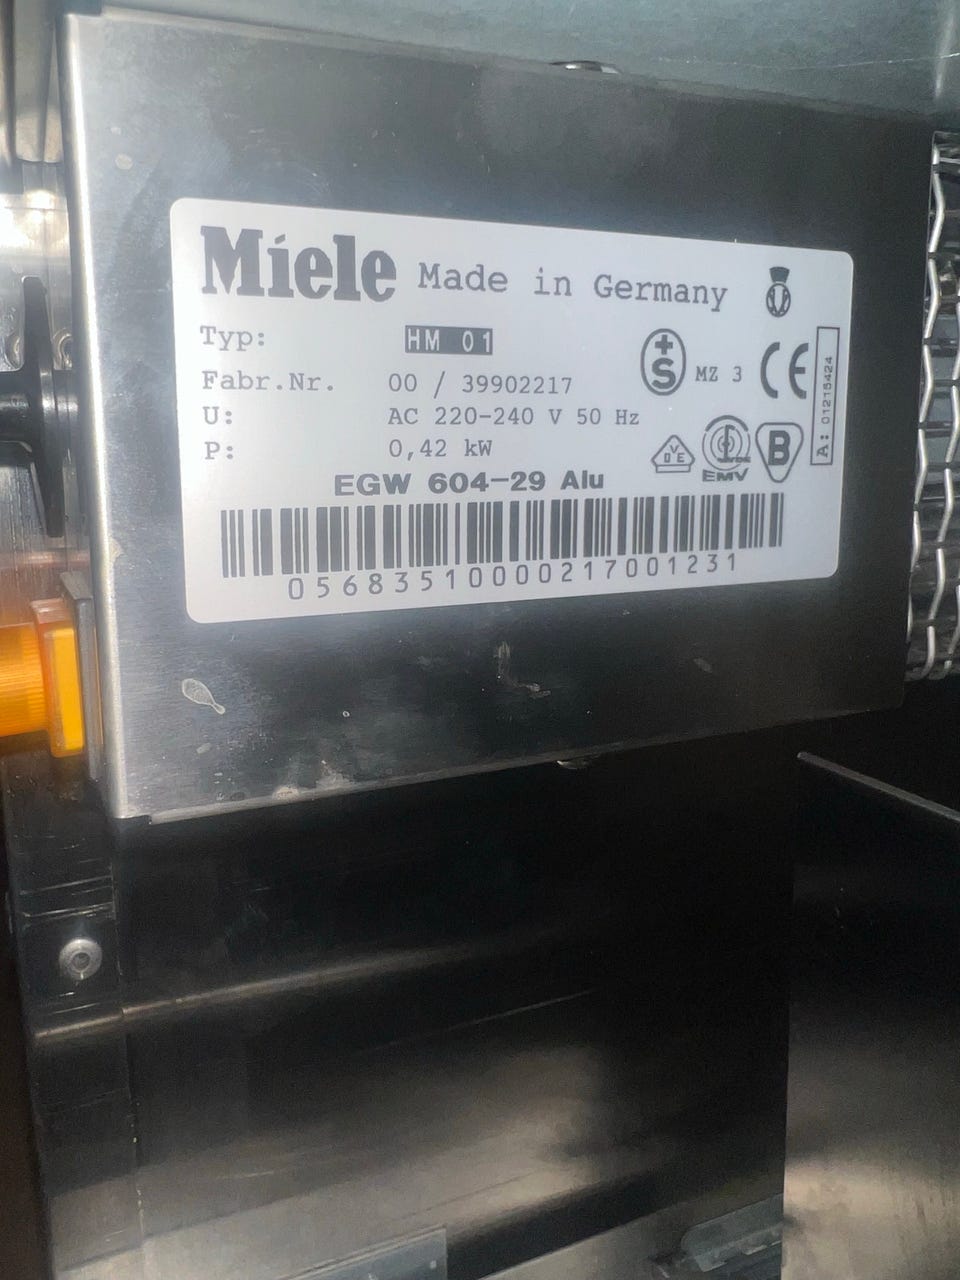 Miele Made in Germany
Typ: HM 01
Fabr.Nr. 00 / 39902217
U: AC 220-240 V 50 Hz
P: 0,42 kW
EGW 604-29 Alu
05683510000217001231
+S MZ 3
CE
A: 01215424
OVE
EMV
B